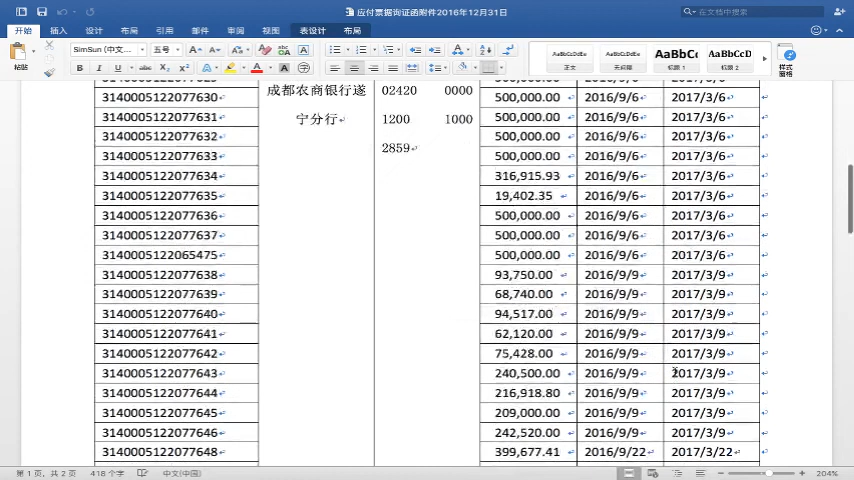 应付票据询证函附件2016年12月31日
在文档中搜索
开始 插入 设计 布局 引用 邮件 审阅 视图 表设计 布局
粘贴
SimSun (中文... 五号
AaBbCcDdEe AaBbCcDdEe AaBbC AaBbCcDc
正文 无间隔 标题 1 标题 2
样式
窗格
3140005122077630 成都农商银行遂 02420 0000 500,000.00 2016/9/6 2017/3/6
3140005122077631 宁分行 1200 1000 500,000.00 2016/9/6 2017/3/6
3140005122077632 500,000.00 2016/9/6 2017/3/6
2859
3140005122077633 500,000.00 2016/9/6 2017/3/6
3140005122077634 316,915.93 2016/9/6 2017/3/6
3140005122077635 19,402.35 2016/9/6 2017/3/6
3140005122077636 500,000.00 2016/9/6 2017/3/6
3140005122077637 500,000.00 2016/9/6 2017/3/6
3140005122065475 500,000.00 2016/9/6 2017/3/6
3140005122077638 93,750.00 2016/9/9 2017/3/9
3140005122077639 68,740.00 2016/9/9 2017/3/9
3140005122077640 94,517.00 2016/9/9 2017/3/9
3140005122077641 62,120.00 2016/9/9 2017/3/9
3140005122077642 75,428.00 2016/9/9 2017/3/9
3140005122077643 240,500.00 2016/9/9 2017/3/9
3140005122077644 216,918.80 2016/9/9 2017/3/9
3140005122077645 209,000.00 2016/9/9 2017/3/9
3140005122077646 242,520.00 2016/9/9 2017/3/9
3140005122077648 399,677.41 2016/9/22 2017/3/22
第 1 页，共 2 页 418 个字 中文(中国) 204%